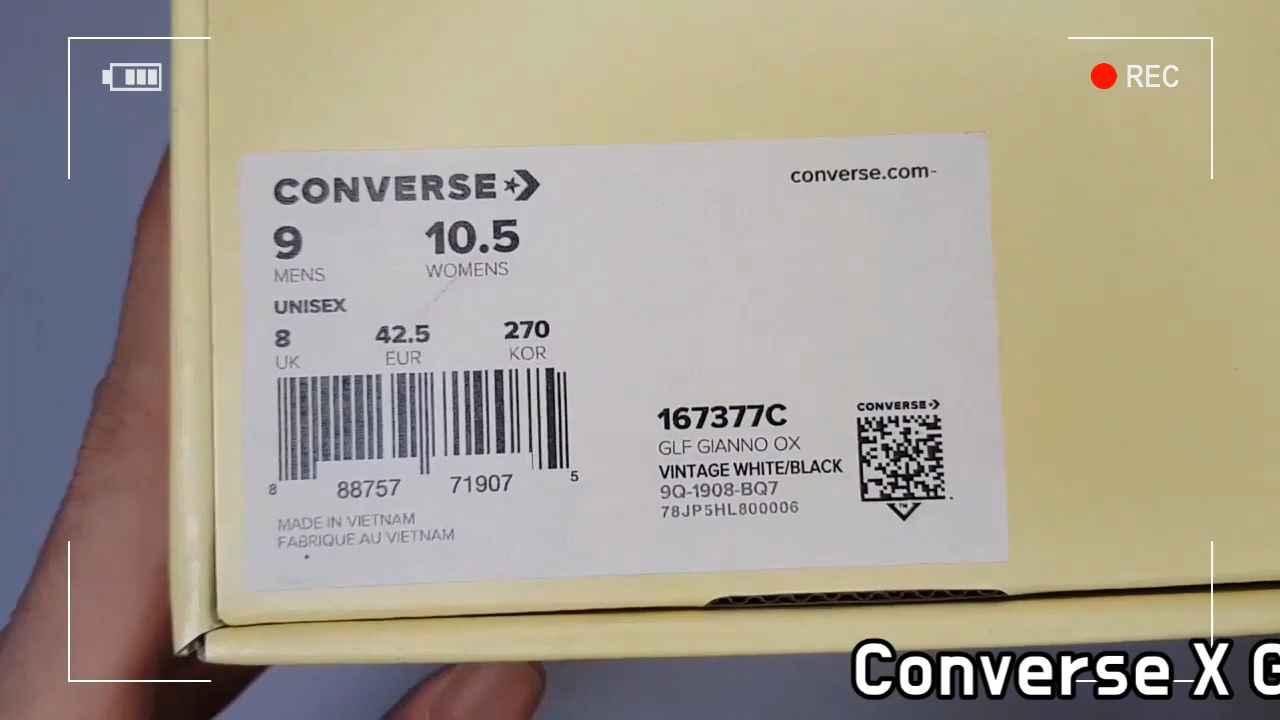 REC
CONVERSE
converse.com-
9 10.5
MENS WOMENS
UNISEX
8 42.5 270
UK EUR KOR
8 88757 71907 5
MADE IN VIETNAM
FABRIQUE AU VIETNAM
167377C
GLF GIANNO OX
VINTAGE WHITE/BLACK
9Q-1908-BQ7
78JP5HL800006
CONVERSE
TM
Converse X G